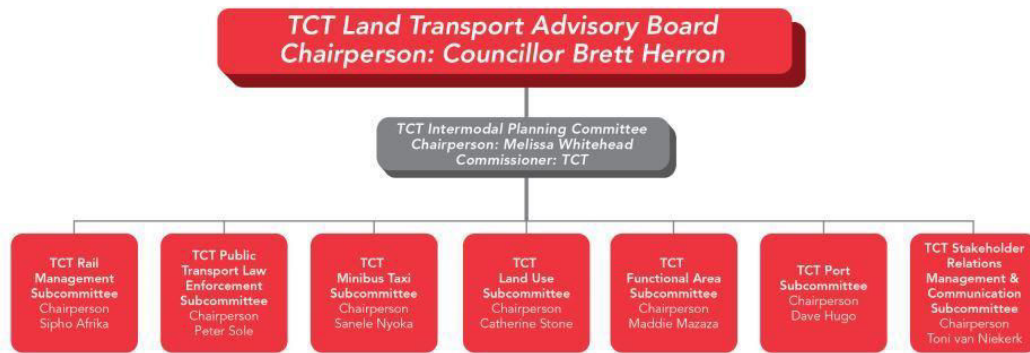 TCT Land Transport Advisory Board
Chairperson: Councillor Brett Herron
TCT Intermodal Planning Committee
Chairperson: Melissa Whitehead
Commissioner: TCT
TCT Rail
Management
Subcommittee
Chairperson
Sipho Afrika
TCT Public
Transport Law
Enforcement
Subcommittee
Chairperson
Peter Sole
TCT
Minibus Taxi
Subcommittee
Chairperson
Sanele Nyoka
TCT
Land Use
Subcommittee
Chairperson
Catherine Stone
TCT
Functional Area
Subcommittee
Chairperson
Maddie Mazaza
TCT Port
Subcommittee
Chairperson
Dave Hugo
TCT Stakeholder
Relations
Management &
Communication
Subcommittee
Chairperson
Toni van Niekerk